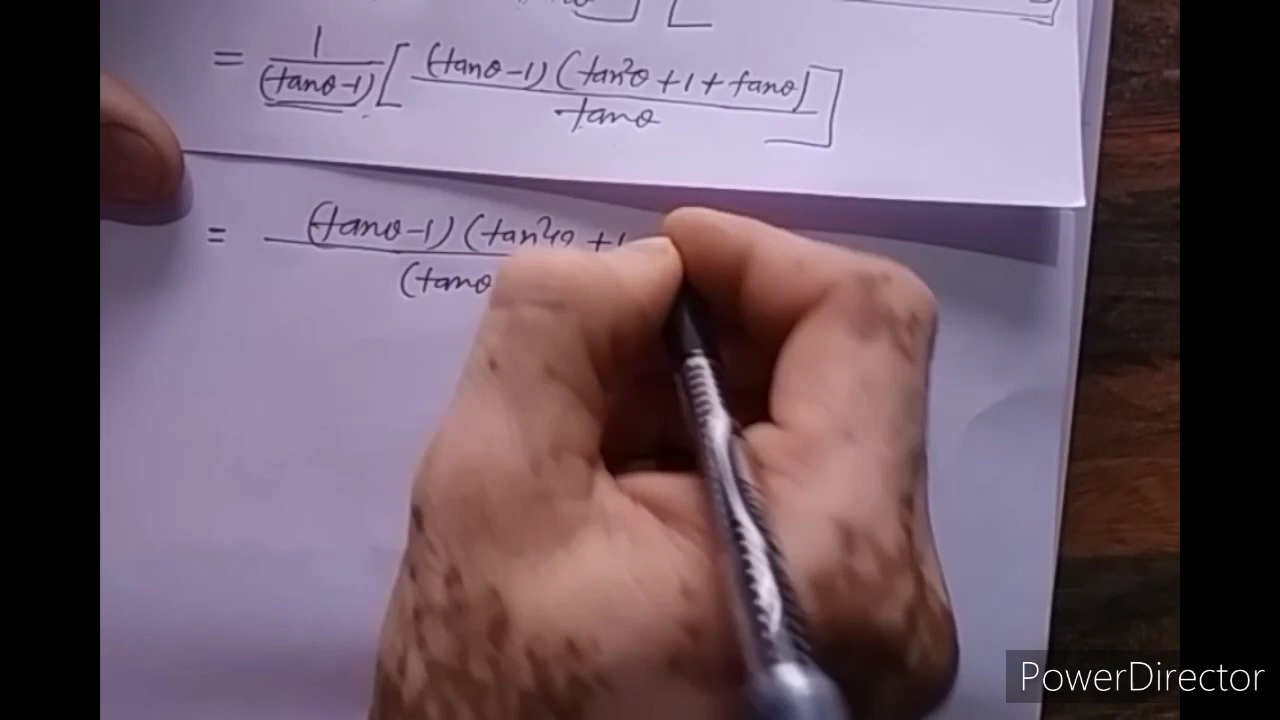 = 1/(tanθ-1) [ (tanθ-1) (tan²θ+1+tanθ) / tanθ ]
= (tanθ-1) (tan²θ +1 / (tanθ
PowerDirector